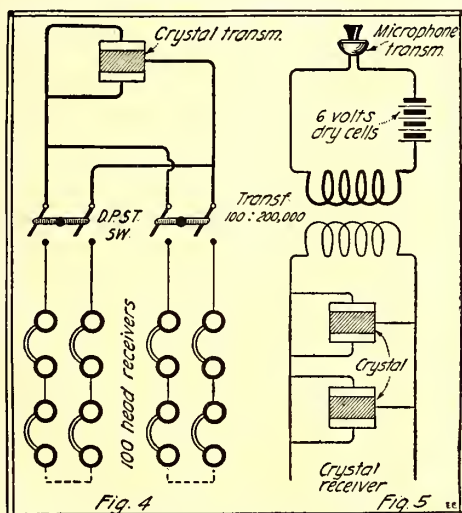 Crystal transm.
D.P.S.T.
SW.
100 head receivers
Fig. 4
Microphone
transm.
6 volts
dry cells
Transf.
100:200,000
Crystal
Crystal
receiver
Fig. 5